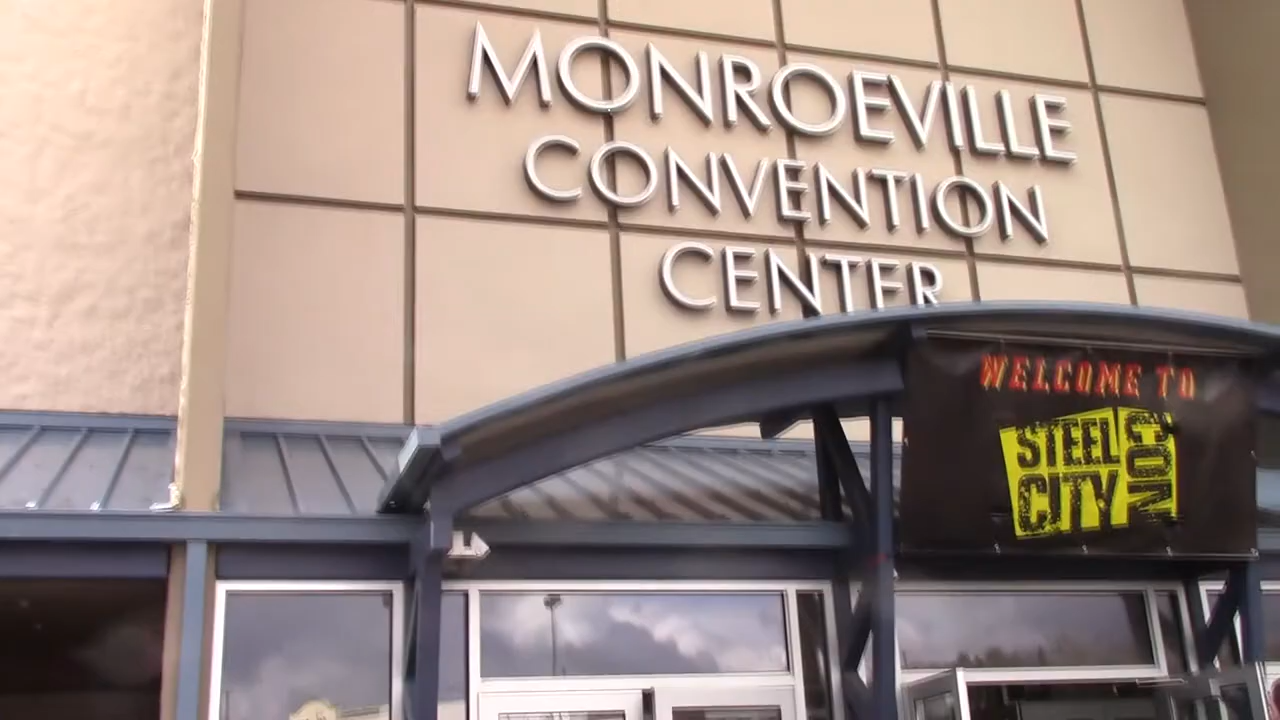 MONROEVILLE
CONVENTION
CENTER
WELCOME TO
STEEL
CITY
CON